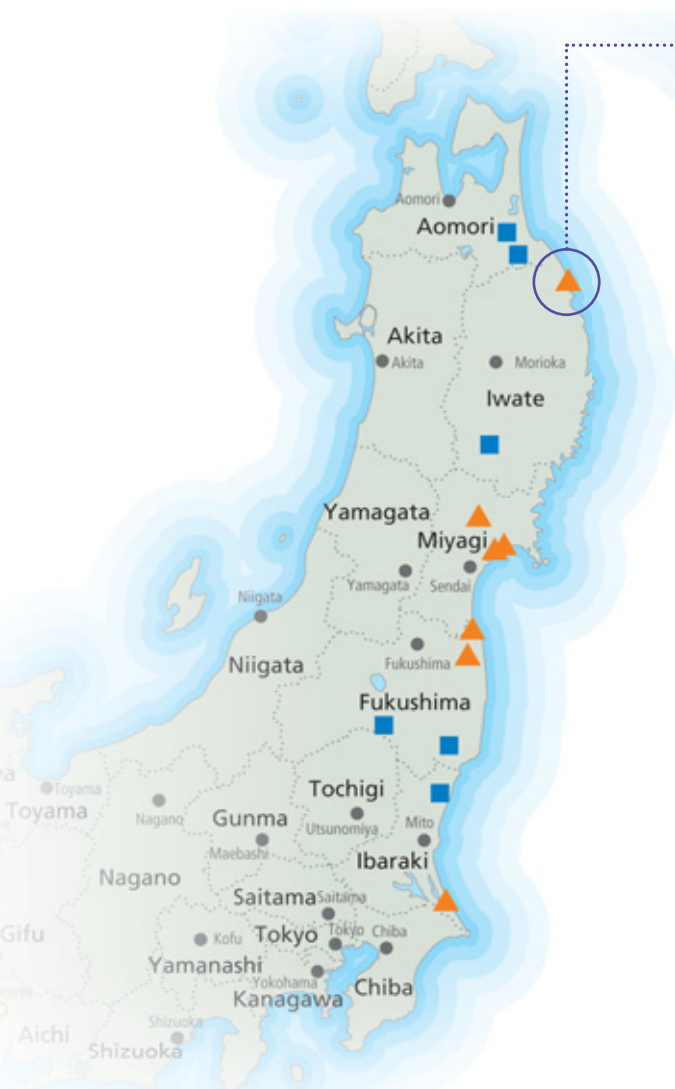 Aomori
Aomori
Akita
Akita
Morioka
Iwate
Yamagata
Miyagi
Yamagata
Sendai
Niigata
Fukushima
Niigata
Fukushima
Toyama
Toyama
Nagano
Tochigi
Gunma
Utsunomiya
Mito
Maebashi
Ibaraki
Nagano
Saitama
Saitama
Gifu
Kofu
Tokyo
Tokyo
Chiba
Yamanashi
Yokohama
Kanagawa
Chiba
Shizuoka
Aichi
Shizuoka